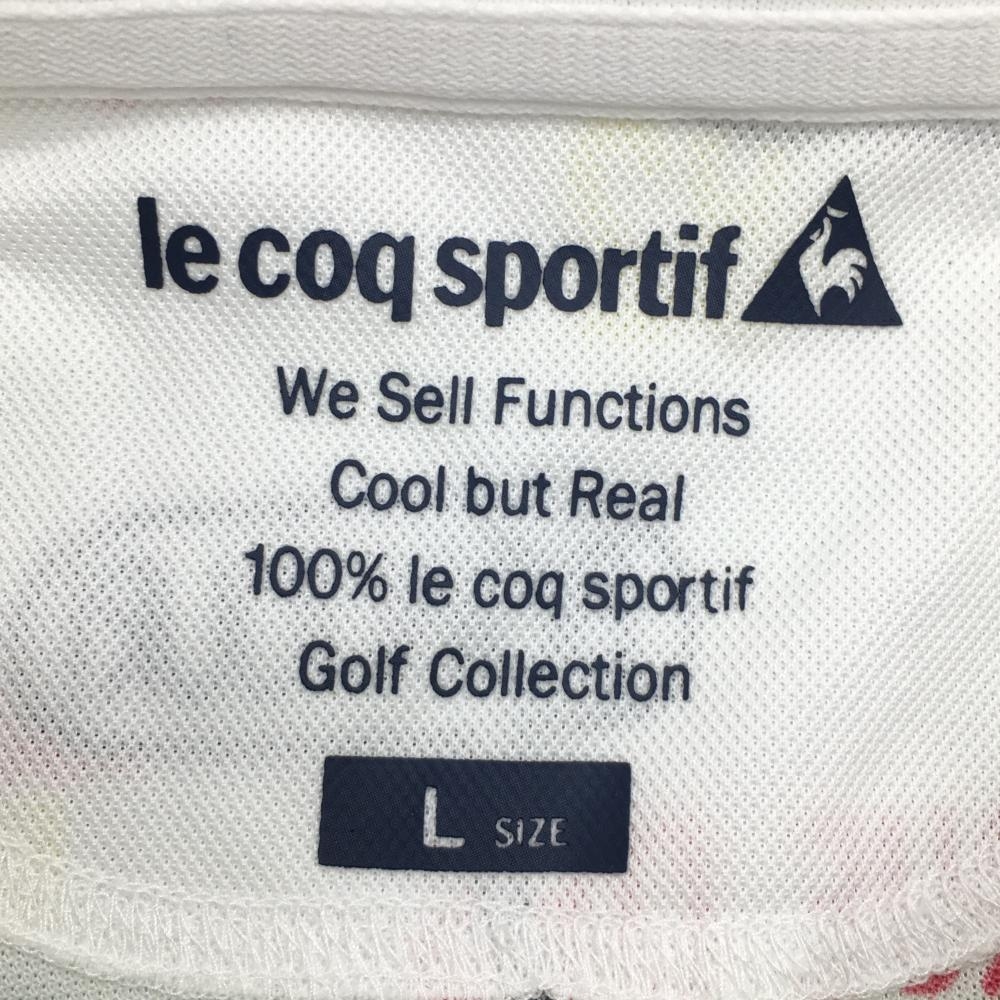 le coq sportif
We Sell Functions
Cool but Real
100% le coq sportif
Golf Collection
L SIZE